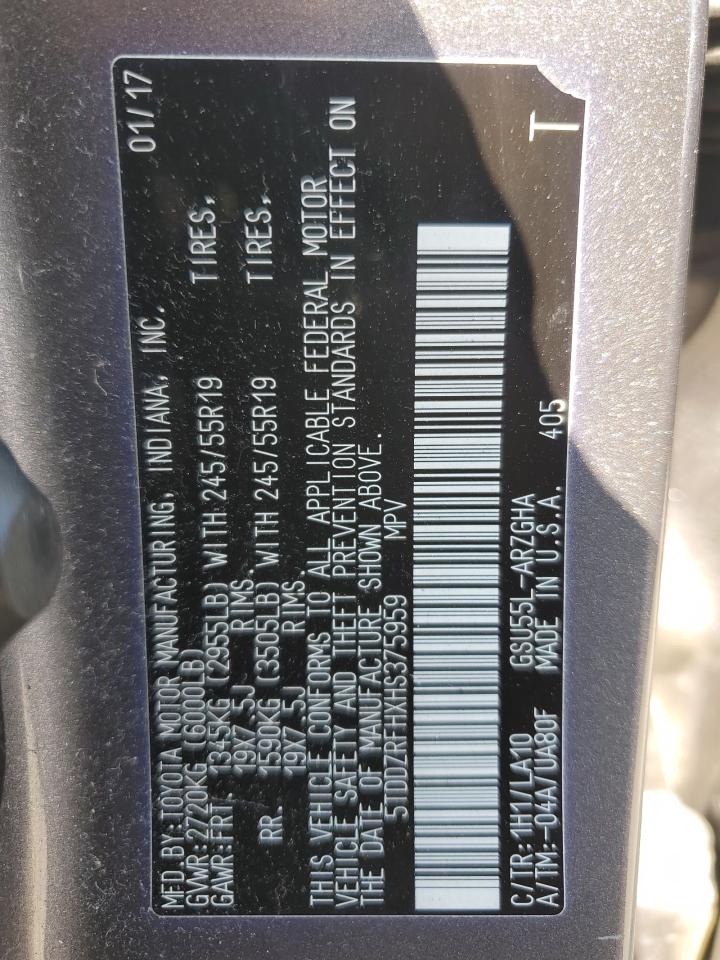 MFD.BY:TOYOTA MOTOR MANUFACTURING, INDIANA, INC. 01/17
GVWR:2720KG (6000LB)
GAWR:FRT. 1345KG (2955LB) WITH 245/55R19 TIRES,
19X7.5J RIMS.
RR. 1590KG (3505LB) WITH 245/55R19 TIRES,
19X7.5J RIMS.
THIS VEHICLE CONFORMS TO ALL APPLICABLE FEDERAL MOTOR
VEHICLE SAFETY AND THEFT PREVENTION STANDARDS IN EFFECT ON
THE DATE OF MANUFACTURE SHOWN ABOVE.
5TDDZRFHXHS375959 MPV
C/TR:1H1/LA10 GSU55L-ARZGHA
A/TM:-04A/UA80F MADE IN U.S.A. 405 T